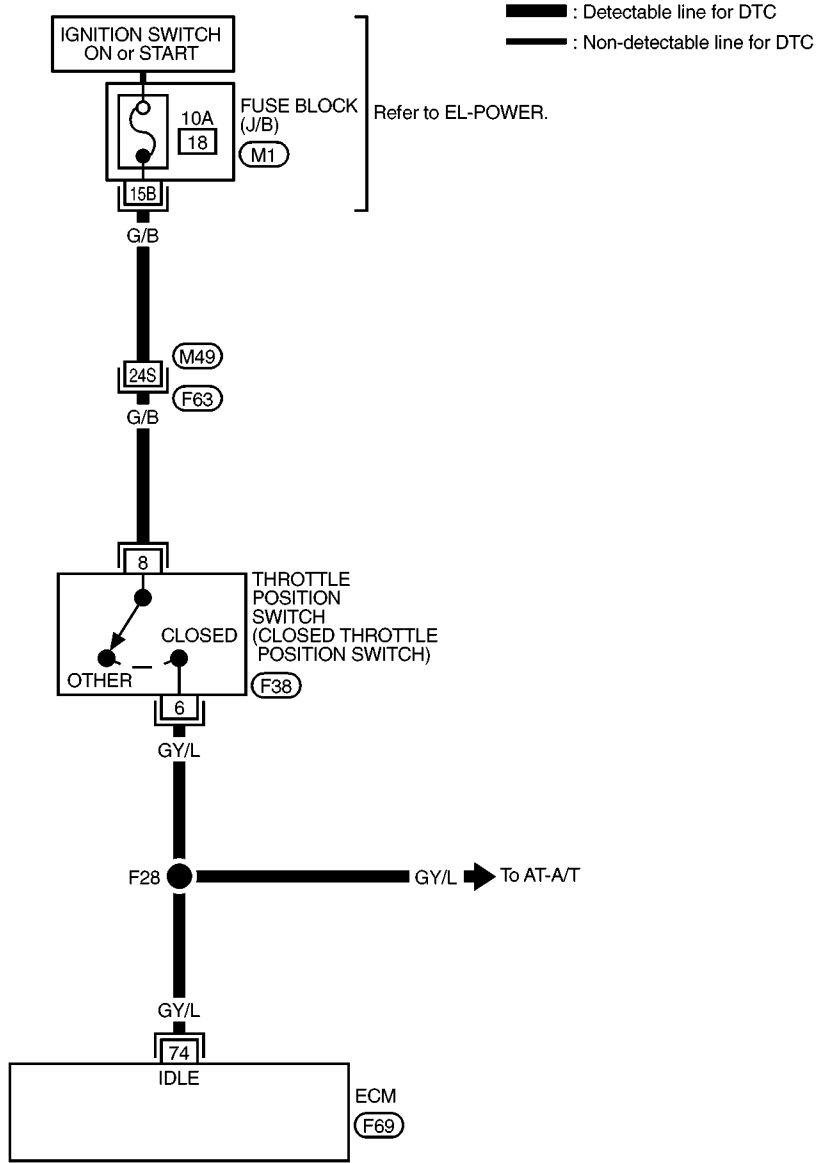 : Detectable line for DTC
: Non-detectable line for DTC
IGNITION SWITCH
ON or START
10A
18
FUSE BLOCK
(J/B)
M1
Refer to EL-POWER.
15B
G/B
M49
24S
F63
G/B
8
THROTTLE
POSITION
SWITCH
(CLOSED THROTTLE
POSITION SWITCH)
CLOSED
OTHER
F38
6
GY/L
F28
GY/L
To AT-A/T
GY/L
74
IDLE
ECM
F69